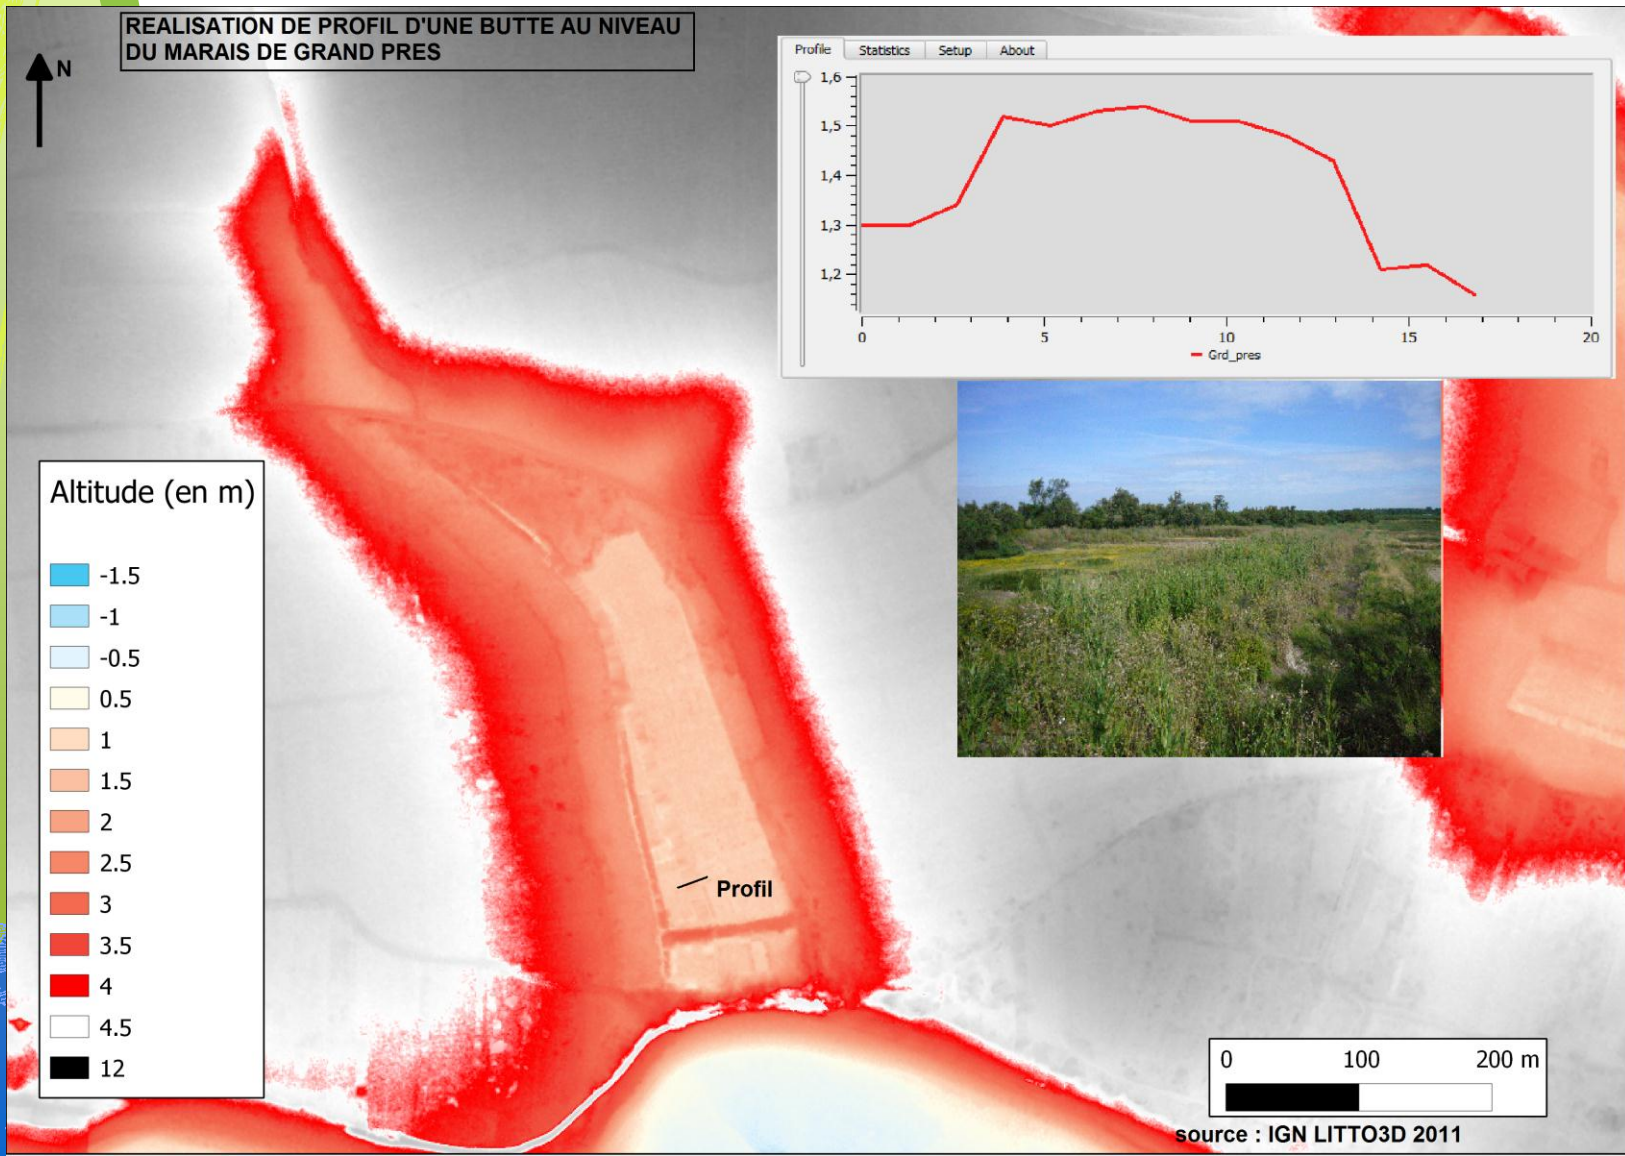 REALISATION DE PROFIL D'UNE BUTTE AU NIVEAU
DU MARAIS DE GRAND PRES
N
Profile Statistics Setup About
1,6
1,5
1,4
1,3
1,2
0 5 10 15 20
Grd_pres
Altitude (en m)
-1.5
-1
-0.5
0.5
1
1.5
2
2.5
3
3.5
4
4.5
12
Profil
0 100 200 m
source : IGN LITTO3D 2011